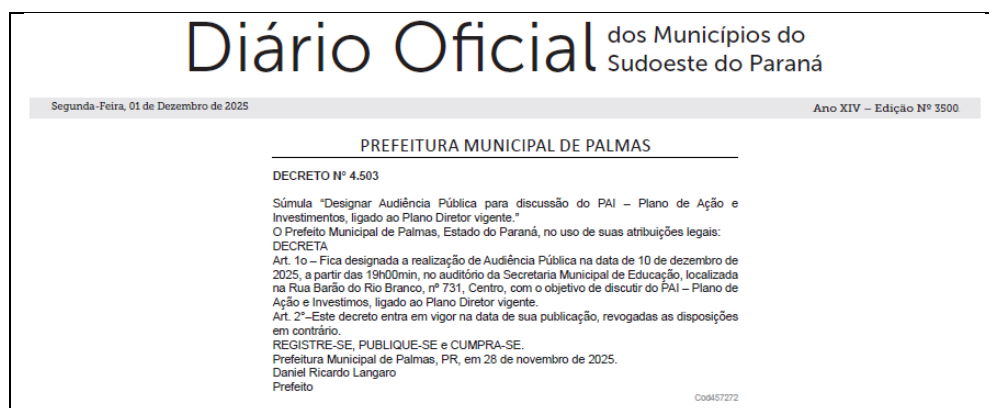 Diário Oficial dos Municípios do
Sudoeste do Paraná
Segunda-Feira, 01 de Dezembro de 2025 Ano XIV – Edição Nº 3500
PREFEITURA MUNICIPAL DE PALMAS
DECRETO Nº 4.503
Súmula “Designar Audiência Pública para discussão do PAI – Plano de Ação e
Investimentos, ligado ao Plano Diretor vigente.”
O Prefeito Municipal de Palmas, Estado do Paraná, no uso de suas atribuições legais:
DECRETA
Art. 1o – Fica designada a realização de Audiência Pública na data de 10 de dezembro de
2025, a partir das 19h00min, no auditório da Secretaria Municipal de Educação, localizada
na Rua Barão do Rio Branco, nº 731, Centro, com o objetivo de discutir do PAI – Plano de
Ação e Investimos, ligado ao Plano Diretor vigente.
Art. 2°–Este decreto entra em vigor na data de sua publicação, revogadas as disposições
em contrário.
REGISTRE-SE, PUBLIQUE-SE e CUMPRA-SE.
Prefeitura Municipal de Palmas, PR, em 28 de novembro de 2025.
Daniel Ricardo Langaro
Prefeito
Cod457272